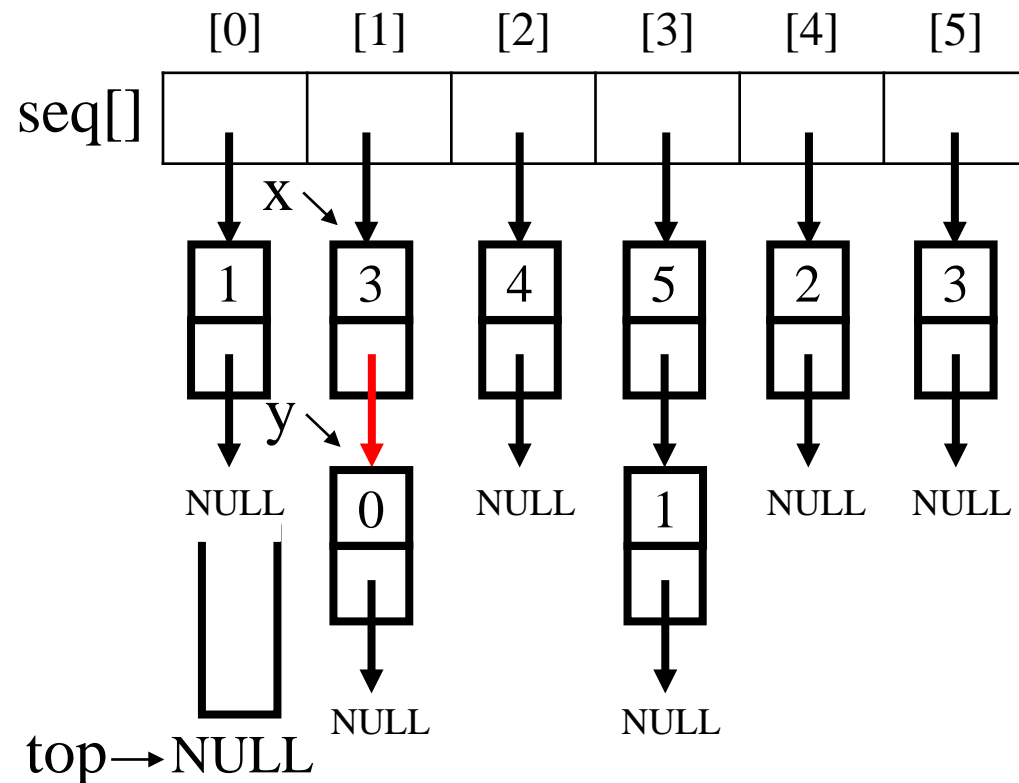 [0] [1] [2] [3] [4] [5]
seq[]
x
1 3 4 5 2 3
y
NULL 0 NULL 1 NULL NULL
NULL NULL
top NULL